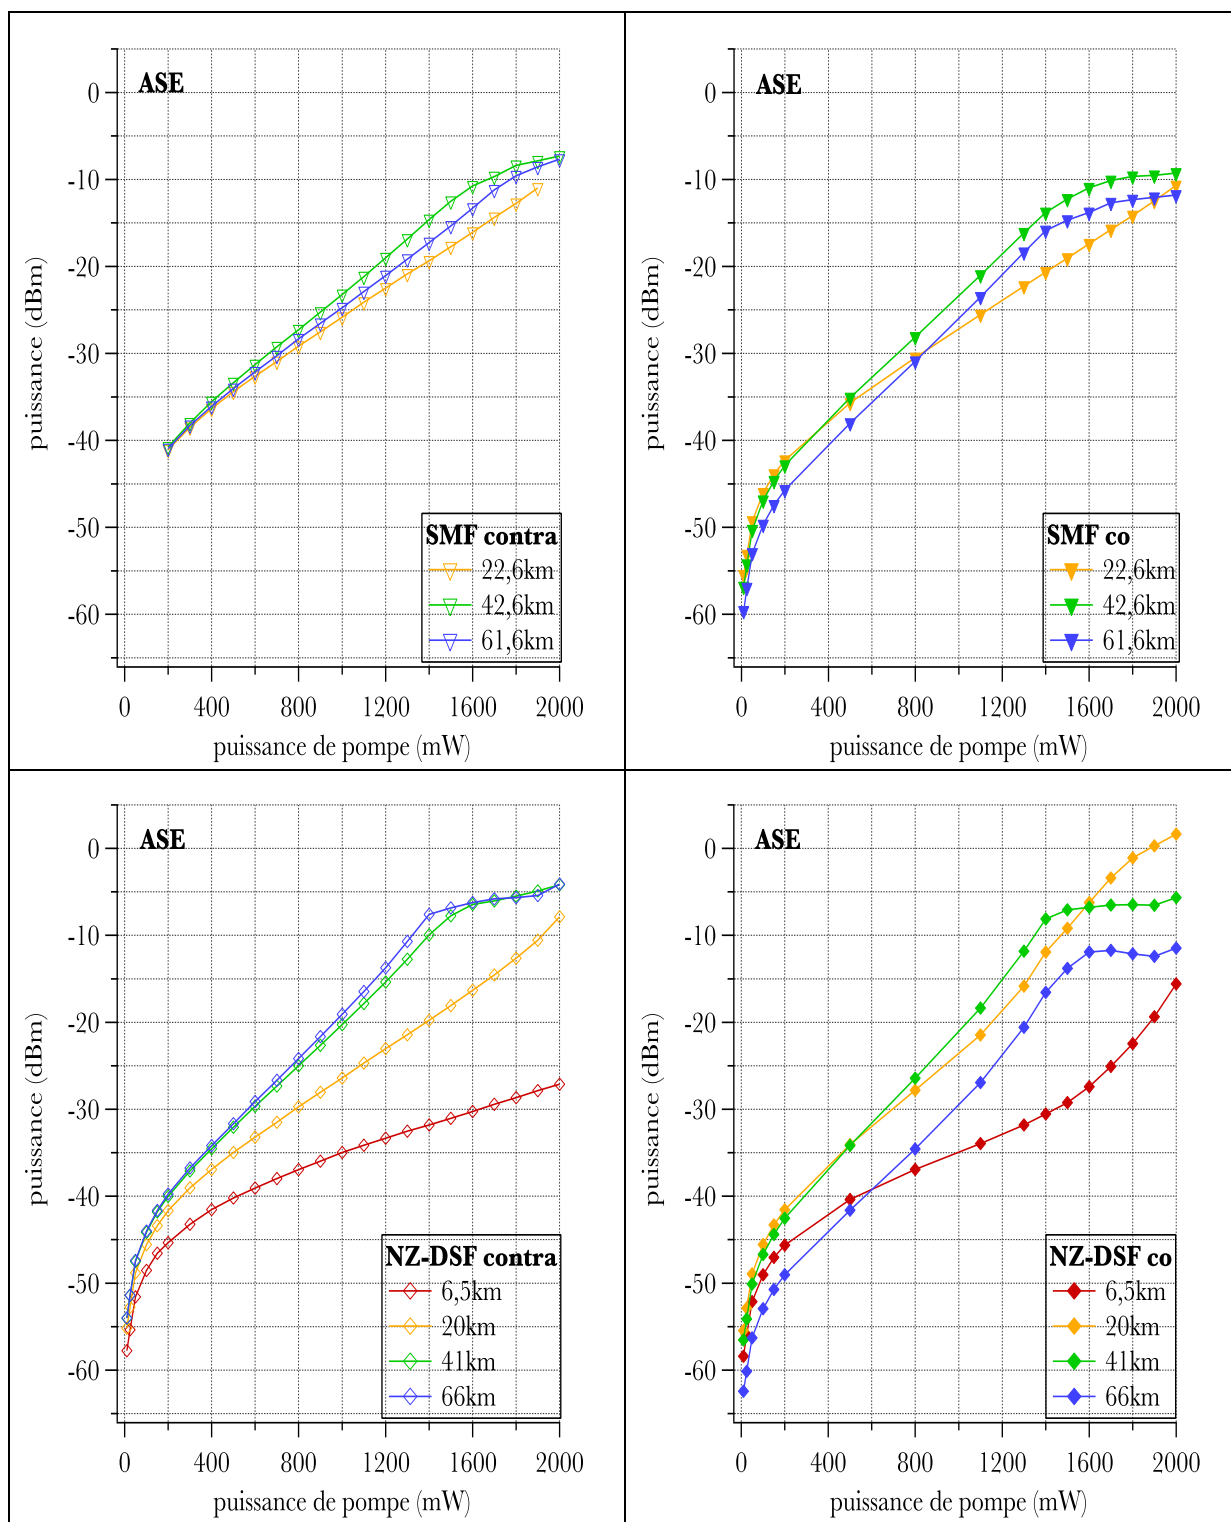 ASE
0
-10
-20
-30
-40
-50
-60
puissance (dBm)
SMF contra
22,6km
42,6km
61,6km
0 400 800 1200 1600 2000
puissance de pompe (mW)
ASE
0
-10
-20
-30
-40
-50
-60
puissance (dBm)
SMF co
22,6km
42,6km
61,6km
0 400 800 1200 1600 2000
puissance de pompe (mW)
ASE
0
-10
-20
-30
-40
-50
-60
puissance (dBm)
NZ-DSF contra
6,5km
20km
41km
66km
0 400 800 1200 1600 2000
puissance de pompe (mW)
ASE
0
-10
-20
-30
-40
-50
-60
puissance (dBm)
NZ-DSF co
6,5km
20km
41km
66km
0 400 800 1200 1600 2000
puissance de pompe (mW)